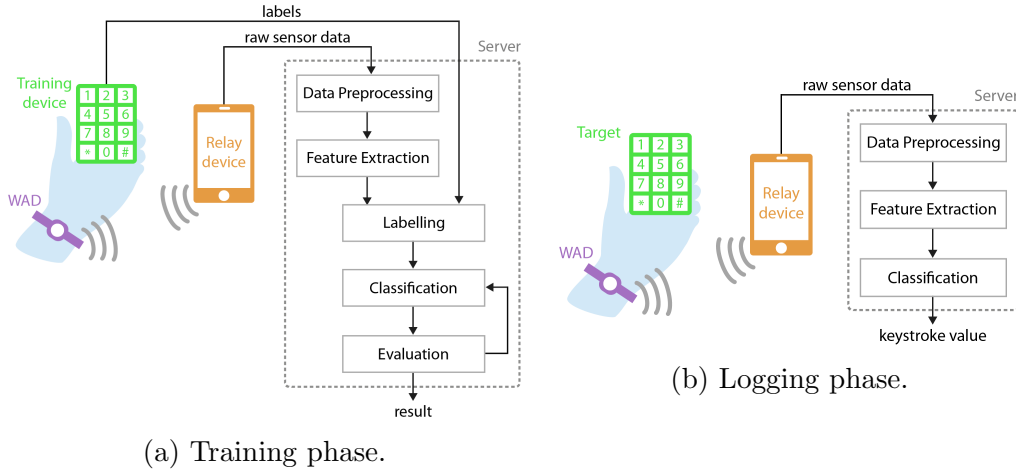 labels
raw sensor data
Server
Training
device
1 2 3
4 5 6
7 8 9
* 0 #
Relay
device
WAD
Data Preprocessing
Feature Extraction
Labelling
Classification
Evaluation
result
(a) Training phase.
raw sensor data
Server
Target
1 2 3
4 5 6
7 8 9
* 0 #
Relay
device
WAD
Data Preprocessing
Feature Extraction
Classification
keystroke value
(b) Logging phase.